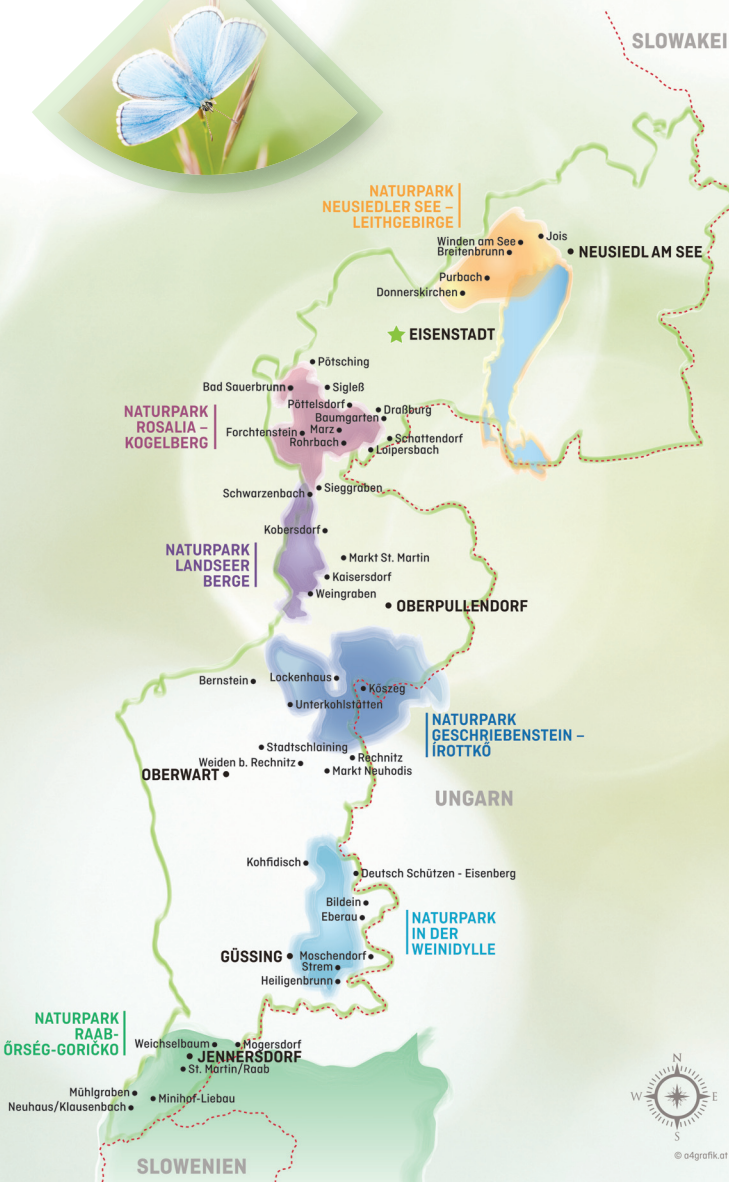 SLOWAKEI
NATURPARK
NEUSIEDLER SEE –
LEITHGEBIRGE
Jois
Winden am See
Breitenbrunn
NEUSIEDL AM SEE
Purbach
Donnerskirchen
EISENSTADT
Pötsching
Bad Sauerbrunn
Sigleß
Pöttelsdorf
Draßburg
Baumgarten
NATURPARK
ROSALIA –
KOGELBERG
Forchtenstein
Marz
Rohrbach
Schattendorf
Loipersbach
Sieggraben
Schwarzenbach
Kobersdorf
NATURPARK
LANDSEER
BERGE
Markt St. Martin
Kaisersdorf
Weingraben
OBERPULLENDORF
Bernstein
Lockenhaus
Kőszeg
Unterkohlstätten
NATURPARK
GESCHRIEBENSTEIN –
ÍROTTKŐ
Stadtschlaining
Rechnitz
Weiden b. Rechnitz
Markt Neuhodis
OBERWART
UNGARN
Kohfidisch
Deutsch Schützen - Eisenberg
Bildein
Eberau
NATURPARK
IN DER
WEINIDYLLE
GÜSSING
Moschendorf
Strem
Heiligenbrunn
NATURPARK
RAAB-
ŐRSÉG-GORIČKO
Weichselbaum
Mogersdorf
JENNERSDORF
St. Martin/Raab
Mühlgraben
Minihof-Liebau
Neuhaus/Klausenbach
N
W
E
S
SLOWENIEN
© a4grafik.at